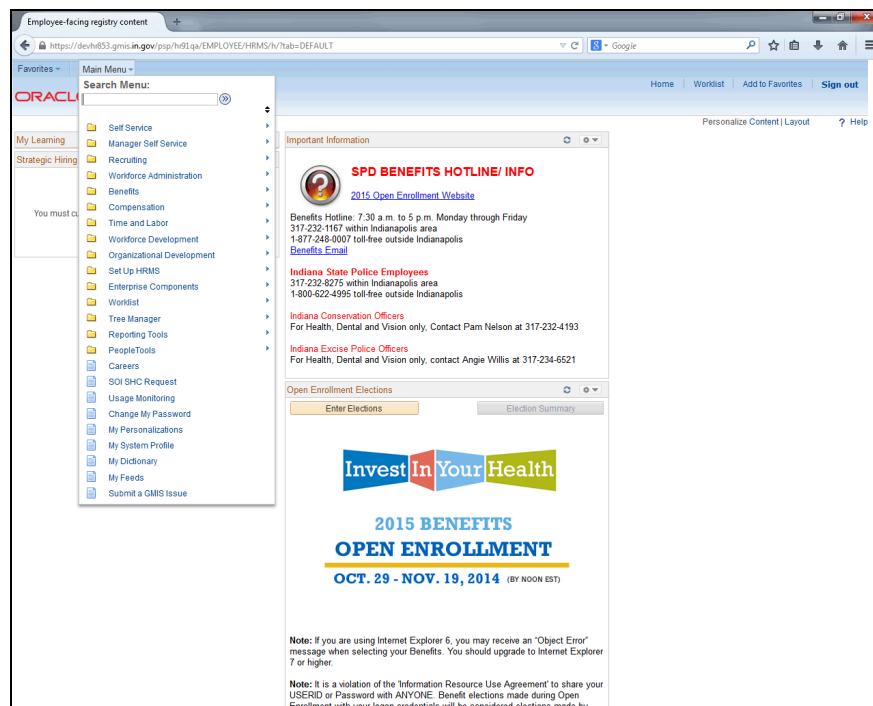 Employee-facing registry content
https://devhr853.gmis.in.gov/psp/hr91qa/EMPLOYEE/HRMS/h/?tab=DEFAULT
Google
Favorites
Main Menu
Search Menu:
Home
Worklist
Add to Favorites
Sign out
Personalize Content | Layout
? Help
My Learning
Strategic Hiring
You must
Self Service
Manager Self Service
Recruiting
Workforce Administration
Benefits
Compensation
Time and Labor
Workforce Development
Organizational Development
Set Up HRMS
Enterprise Components
Worklist
Tree Manager
Reporting Tools
PeopleTools
Careers
SOI SHC Request
Usage Monitoring
Change My Password
My Personalizations
My System Profile
My Dictionary
My Feeds
Submit a GMIS Issue
Important Information
SPD BENEFITS HOTLINE/ INFO
2015 Open Enrollment Website
Benefits Hotline: 7:30 a.m. to 5 p.m. Monday through Friday
317-232-1167 within Indianapolis area
1-877-248-0007 toll-free outside Indianapolis
Benefits Email
Indiana State Police Employees
317-232-8275 within Indianapolis area
1-800-622-4995 toll-free outside Indianapolis
Indiana Conservation Officers
For Health, Dental and Vision only, Contact Pam Nelson at 317-232-4193
Indiana Excise Police Officers
For Health, Dental and Vision only, contact Angie Willis at 317-234-6521
Open Enrollment Elections
Enter Elections
Election Summary
Invest In Your Health
2015 BENEFITS
OPEN ENROLLMENT
OCT. 29 - NOV. 19, 2014 (BY NOON EST)
Note: If you are using Internet Explorer 6, you may receive an "Object Error"
message when selecting your Benefits. You should upgrade to Internet Explorer
7 or higher.
Note: It is a violation of the 'Information Resource Use Agreement' to share your
USERID or Password with ANYONE. Benefit elections made during Open
Enrollment with your logon credentials will be considered elections made by